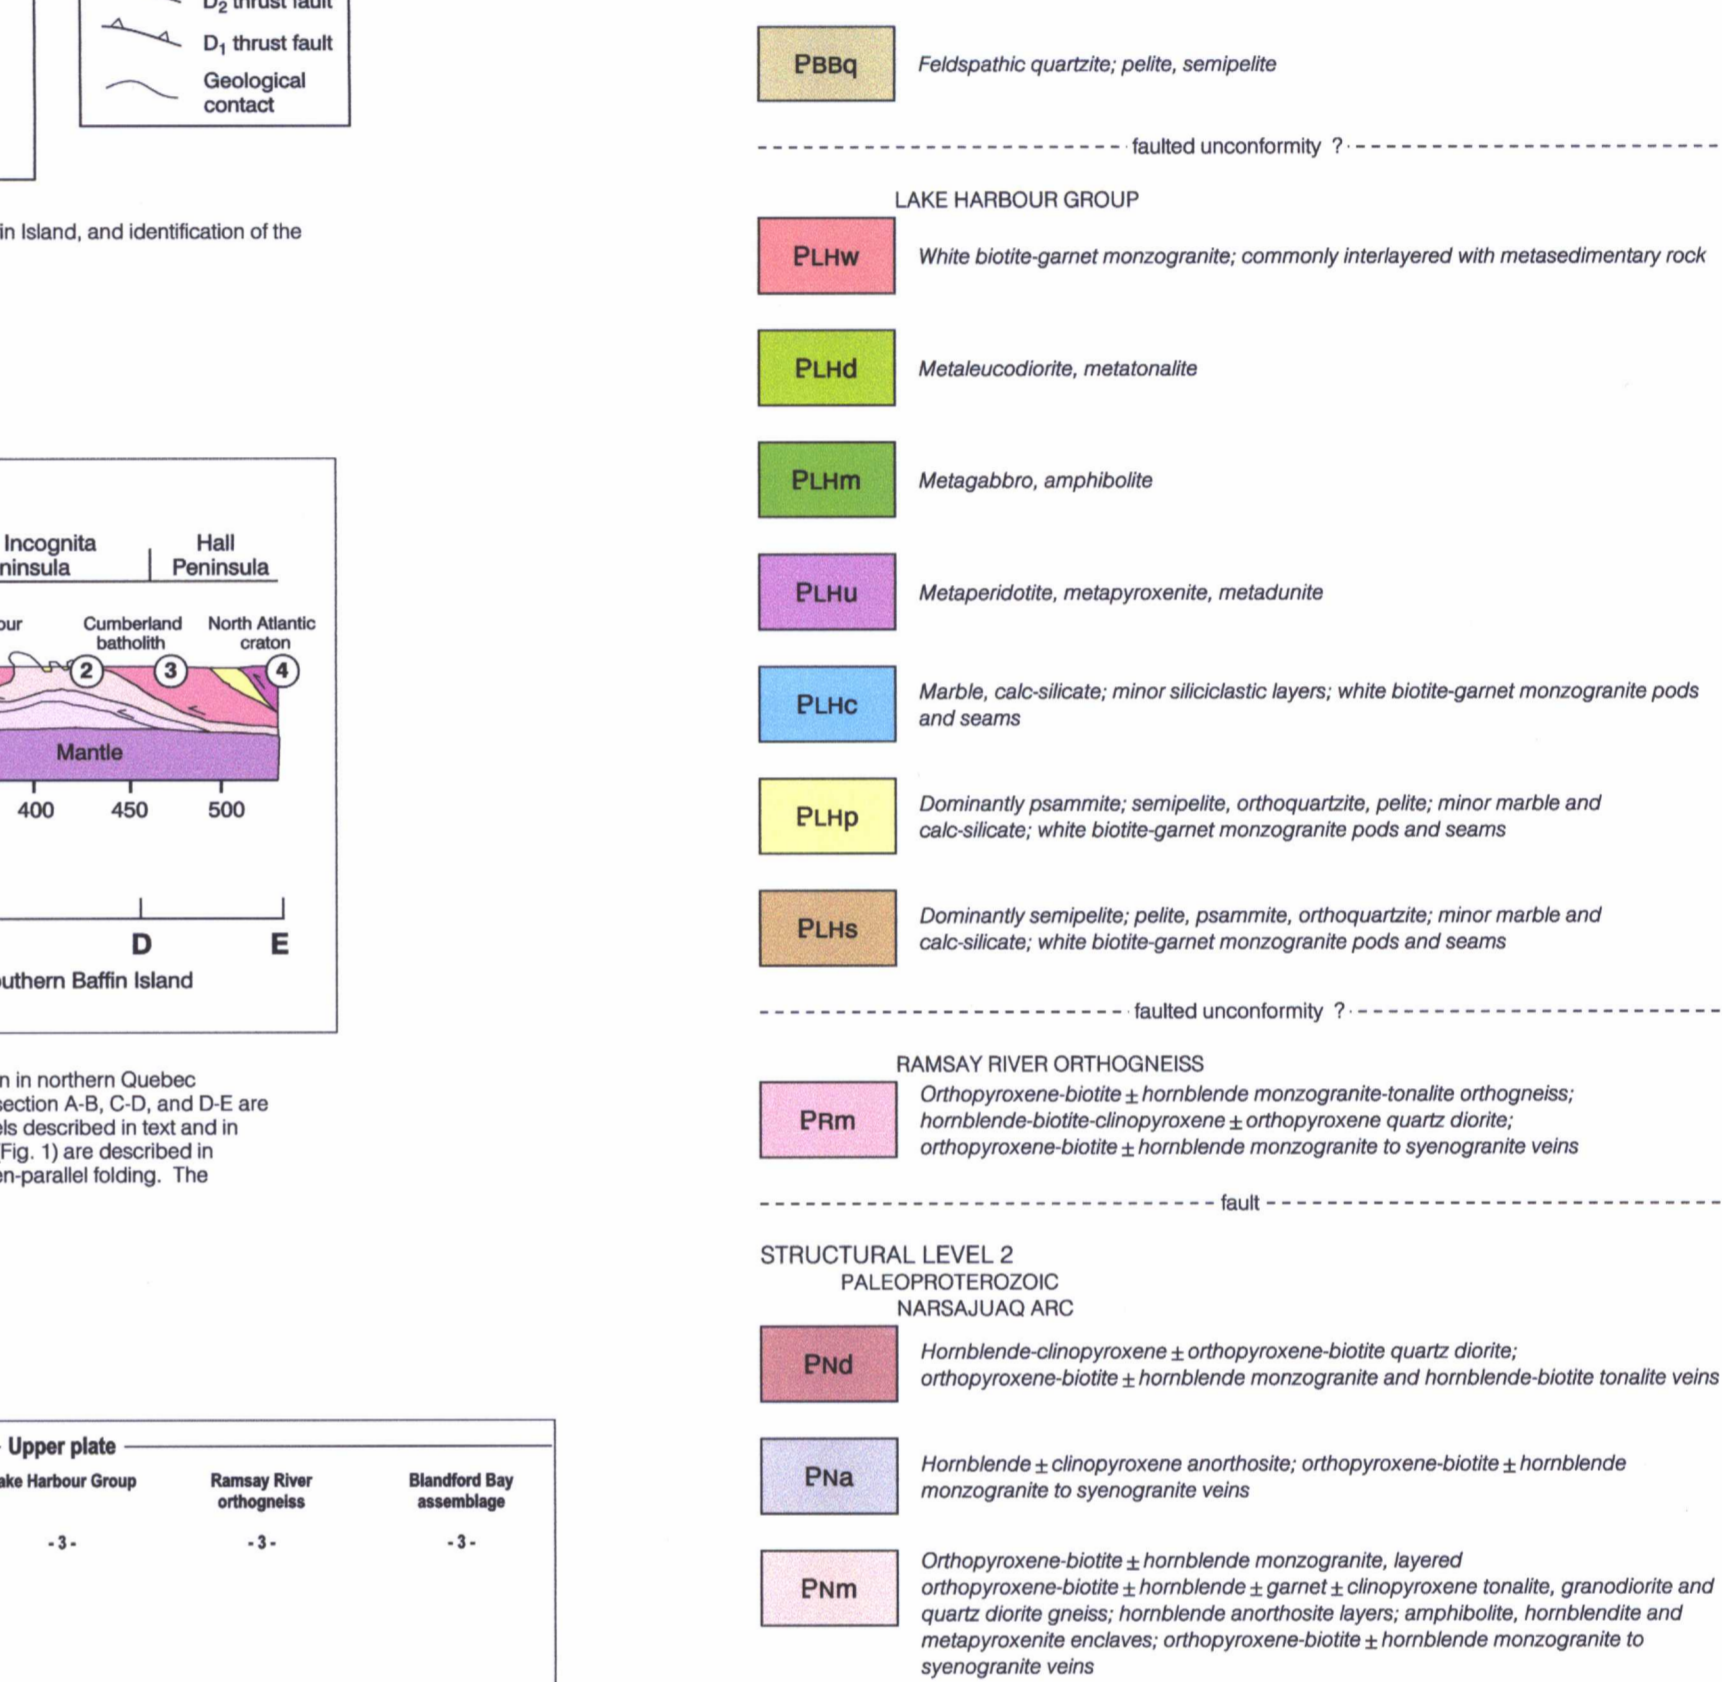 D2 thrust fault
D1 thrust fault
Geological
contact
in Island, and identification of the
Incognita
ninsula
Hall
Peninsula
our
Cumberland
batholith
North Atlantic
craton
2
3
4
Mantle
400
450
500
D
E
uthern Baffin Island
n in northern Quebec
section A-B, C-D, and D-E are
els described in text and in
Fig. 1) are described in
en-parallel folding. The
Upper plate
ake Harbour Group
Ramsay River
orthogneiss
Blandford Bay
assemblage
- 3 -
- 3 -
- 3 -
PBBq
Feldspathic quartzite; pelite, semipelite
faulted unconformity ?
LAKE HARBOUR GROUP
PLHw
White biotite-garnet monzogranite; commonly interlayered with metasedimentary rock
PLHd
Metaleucodiorite, metatonalite
PLHm
Metagabbro, amphibolite
PLHu
Metaperidotite, metapyroxenite, metadunite
PLHc
Marble, calc-silicate; minor siliciclastic layers; white biotite-garnet monzogranite pods
and seams
PLHp
Dominantly psammite; semipelite, orthoquartzite, pelite; minor marble and
calc-silicate; white biotite-garnet monzogranite pods and seams
PLHs
Dominantly semipelite; pelite, psammite, orthoquartzite; minor marble and
calc-silicate; white biotite-garnet monzogranite pods and seams
faulted unconformity ?
RAMSAY RIVER ORTHOGNEISS
PRm
Orthopyroxene-biotite ± hornblende monzogranite-tonalite orthogneiss;
hornblende-biotite-clinopyroxene ± orthopyroxene quartz diorite;
orthopyroxene-biotite ± hornblende monzogranite to syenogranite veins
fault
STRUCTURAL LEVEL 2
PALEOPROTEROZOIC
NARSAJUAQ ARC
PNd
Hornblende-clinopyroxene ± orthopyroxene-biotite quartz diorite;
orthopyroxene-biotite ± hornblende monzogranite and hornblende-biotite tonalite veins
PNa
Hornblende ± clinopyroxene anorthosite; orthopyroxene-biotite ± hornblende
monzogranite to syenogranite veins
PNm
Orthopyroxene-biotite ± hornblende monzogranite, layered
orthopyroxene-biotite ± hornblende ± garnet ± clinopyroxene tonalite, granodiorite and
quartz diorite gneiss; hornblende anorthosite layers; amphibolite, hornblendite and
metapyroxenite enclaves; orthopyroxene-biotite ± hornblende monzogranite to
syenogranite veins